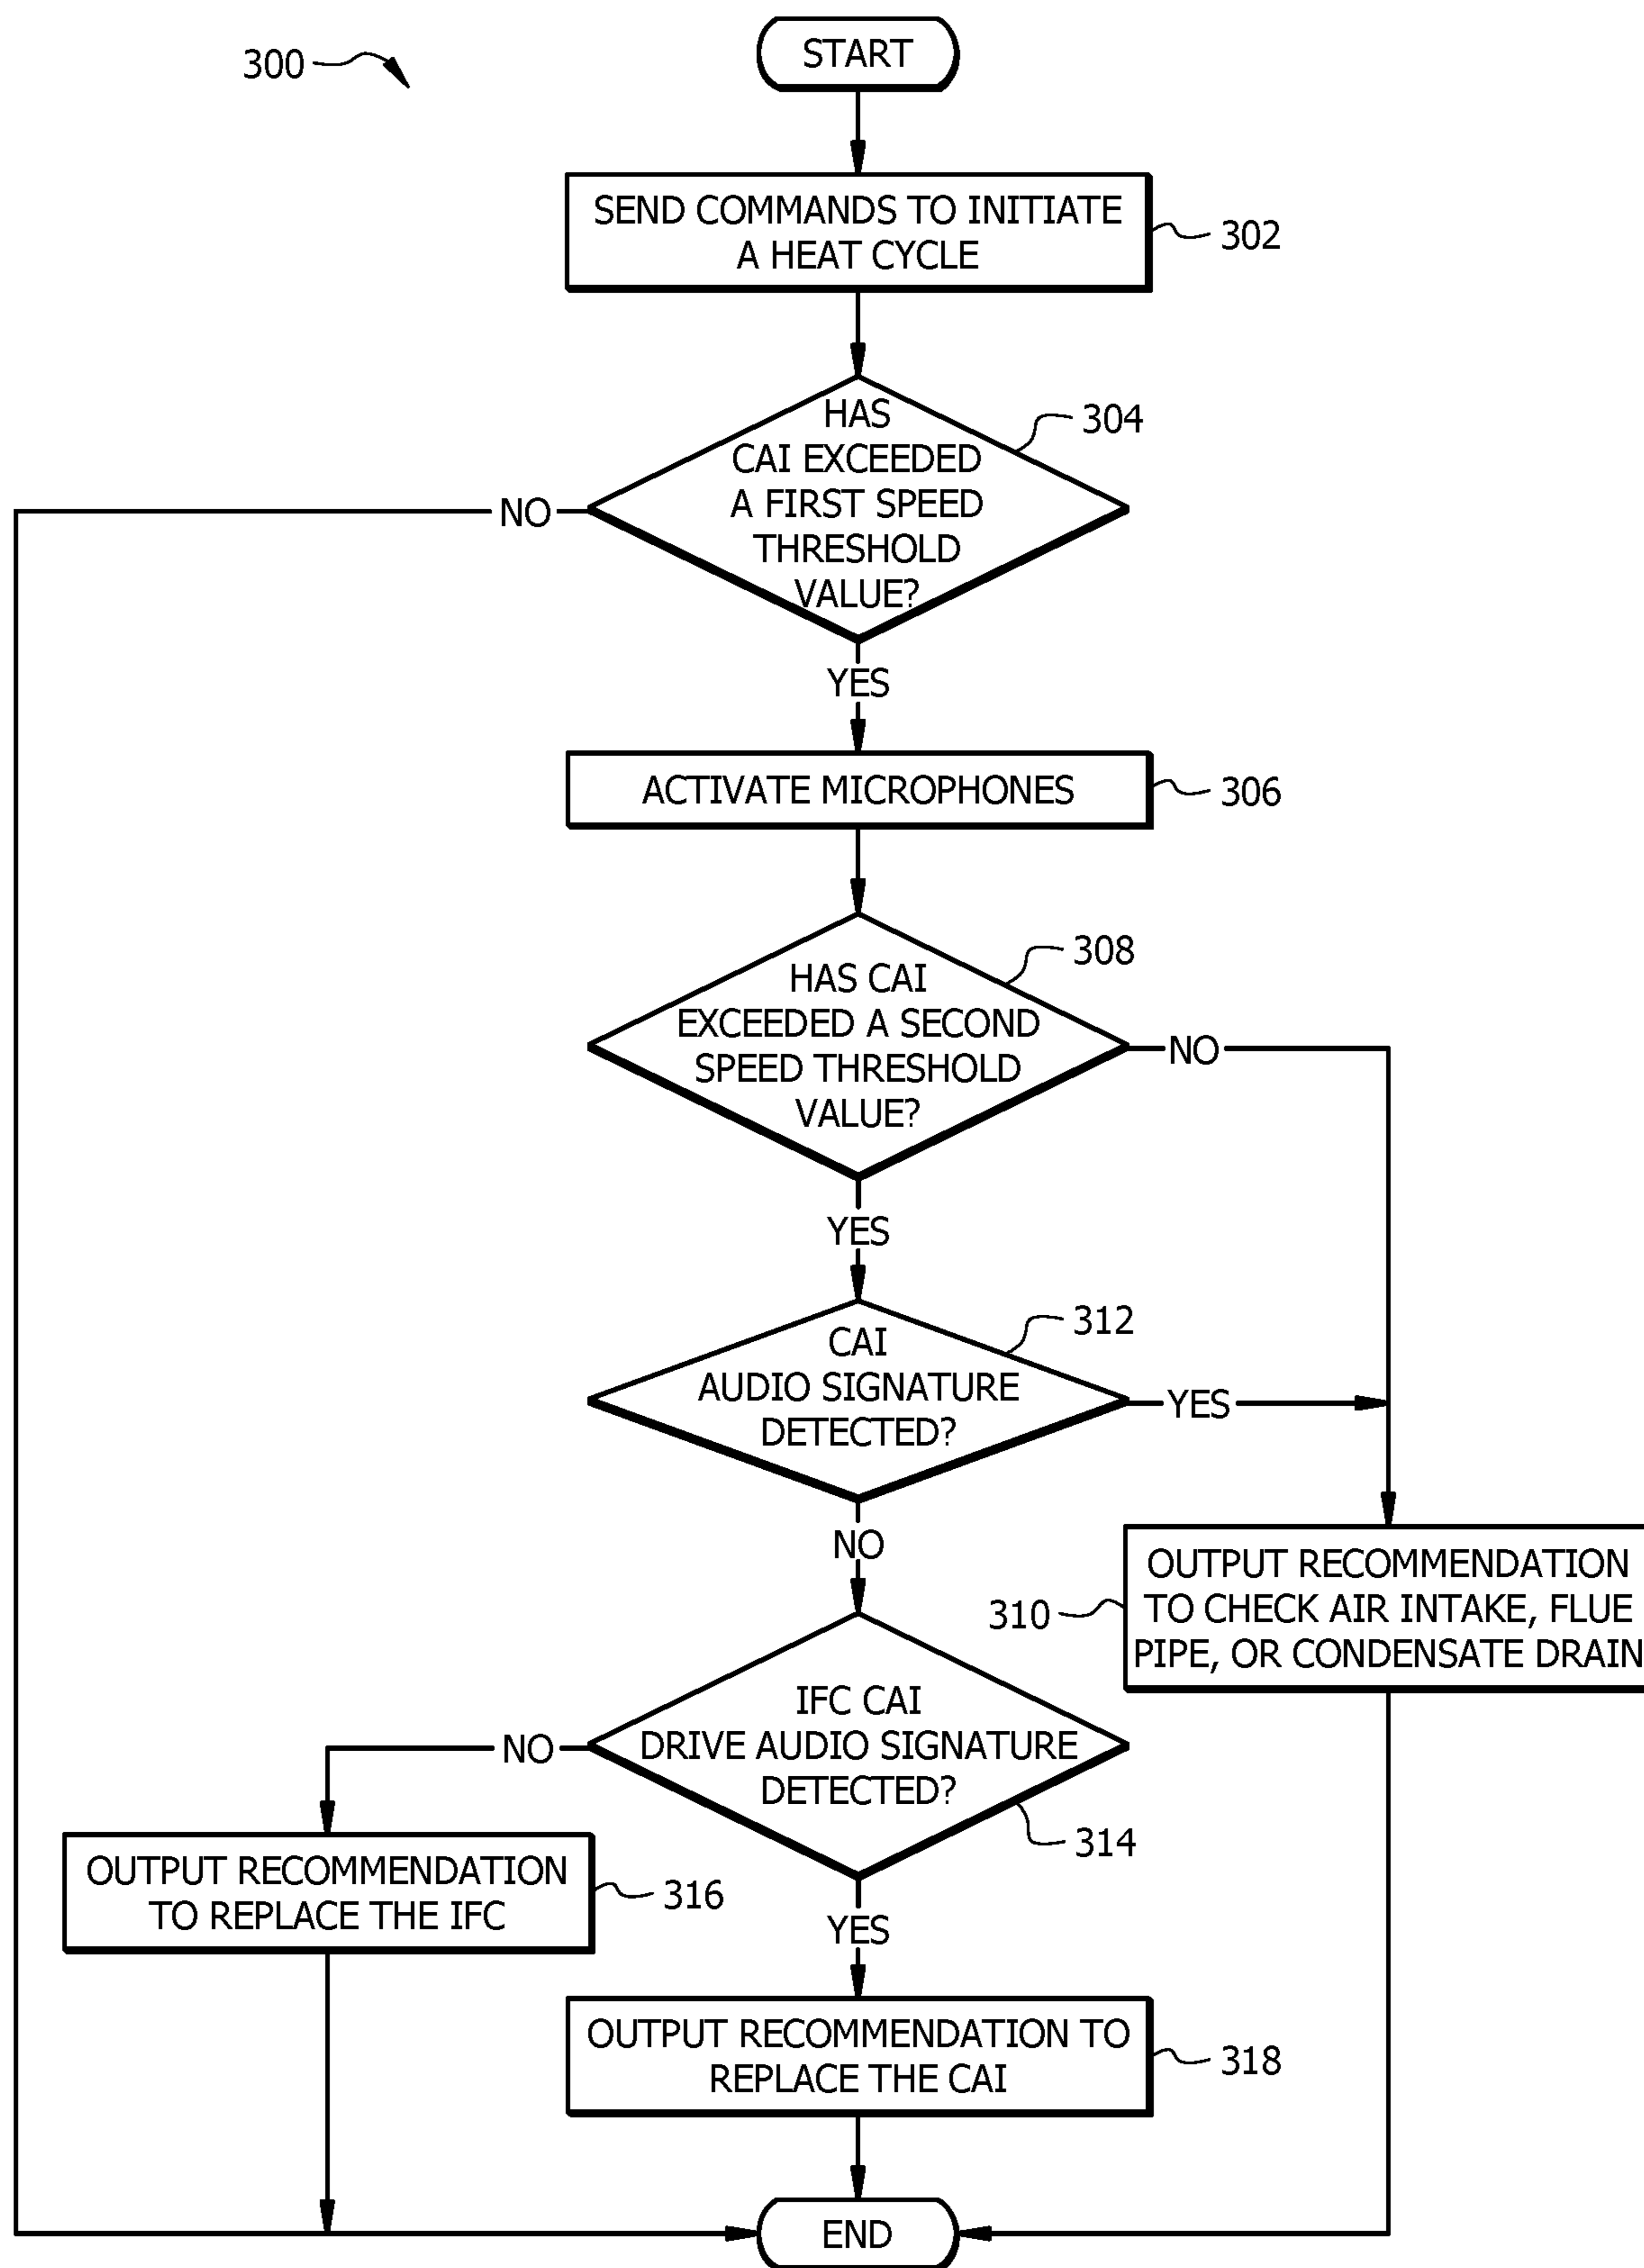 300
START
SEND COMMANDS TO INITIATE
A HEAT CYCLE
302
HAS
CAI EXCEEDED
A FIRST SPEED
THRESHOLD
VALUE?
304
NO
YES
ACTIVATE MICROPHONES
306
HAS CAI
EXCEEDED A SECOND
SPEED THRESHOLD
VALUE?
308
NO
YES
CAI
AUDIO SIGNATURE
DETECTED?
312
YES
NO
OUTPUT RECOMMENDATION
TO CHECK AIR INTAKE, FLUE
PIPE, OR CONDENSATE DRAIN
310
IFC CAI
DRIVE AUDIO SIGNATURE
DETECTED?
314
NO
YES
OUTPUT RECOMMENDATION
TO REPLACE THE IFC
316
OUTPUT RECOMMENDATION TO
REPLACE THE CAI
318
END